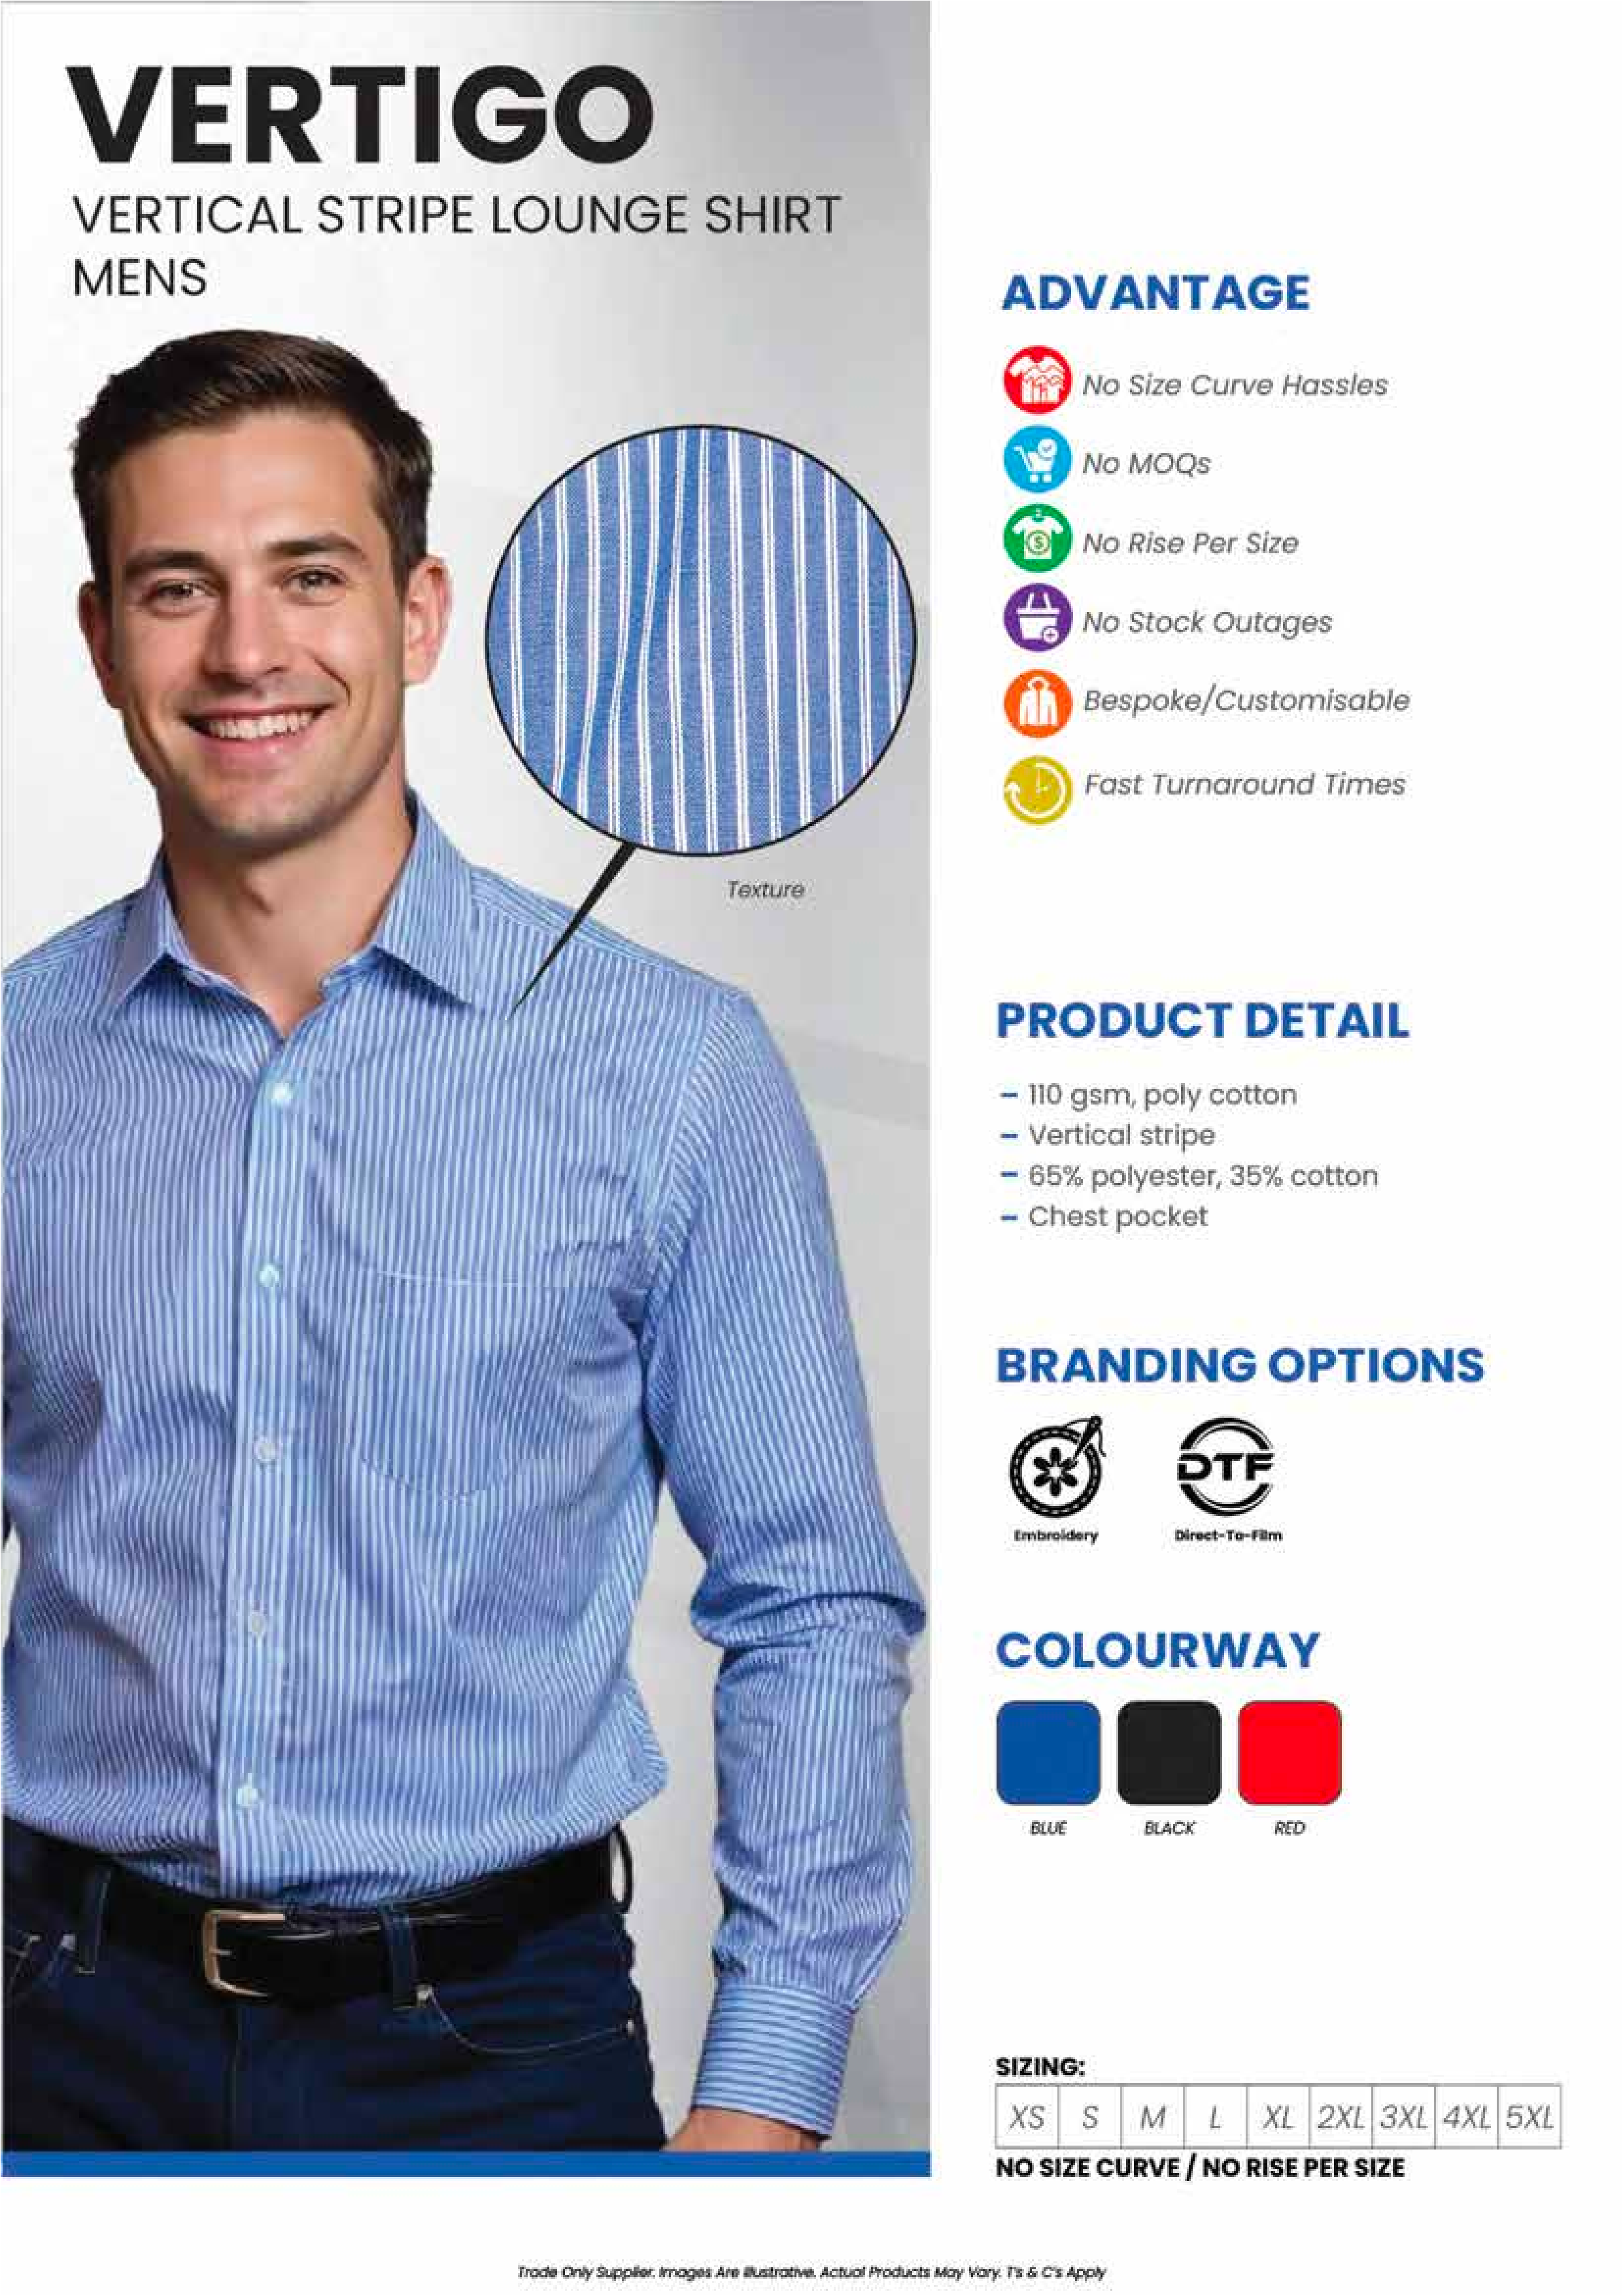 VERTIGO
VERTICAL STRIPE LOUNGE SHIRT
MENS
Texture
ADVANTAGE
No Size Curve Hassles
No MOQs
No Rise Per Size
No Stock Outages
Bespoke/Customisable
Fast Turnaround Times
PRODUCT DETAIL
– 110 gsm, poly cotton
– Vertical stripe
– 65% polyester, 35% cotton
– Chest pocket
BRANDING OPTIONS
DTF
Embroidery Direct-To-Film
COLOURWAY
BLUE BLACK RED
SIZING:
XS S M L XL 2XL 3XL 4XL 5XL
NO SIZE CURVE / NO RISE PER SIZE
Trade Only Supplier. Images Are Illustrative. Actual Products May Vary. T's & C's Apply